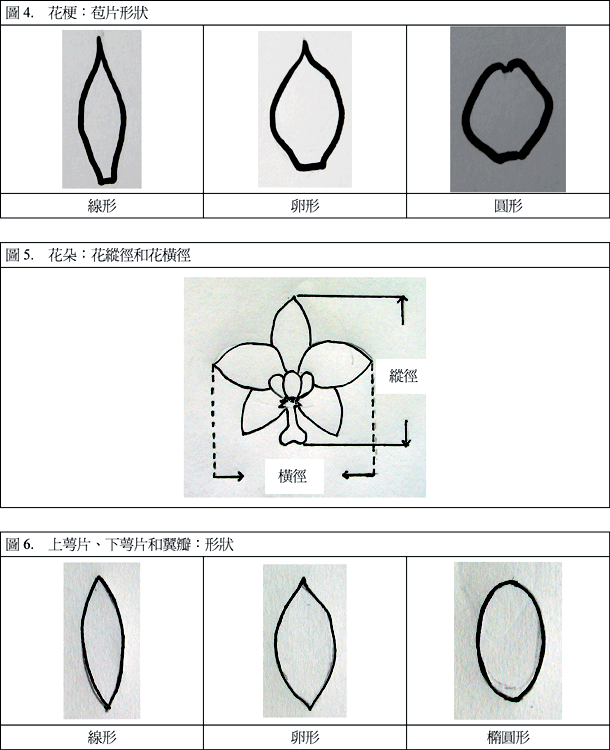 圖4. 花梗：苞片形狀
線形 卵形 圓形
圖5. 花朵：花縱徑和花橫徑
縱徑
橫徑
圖6. 上萼片、下萼片和翼瓣：形狀
線形 卵形 橢圓形